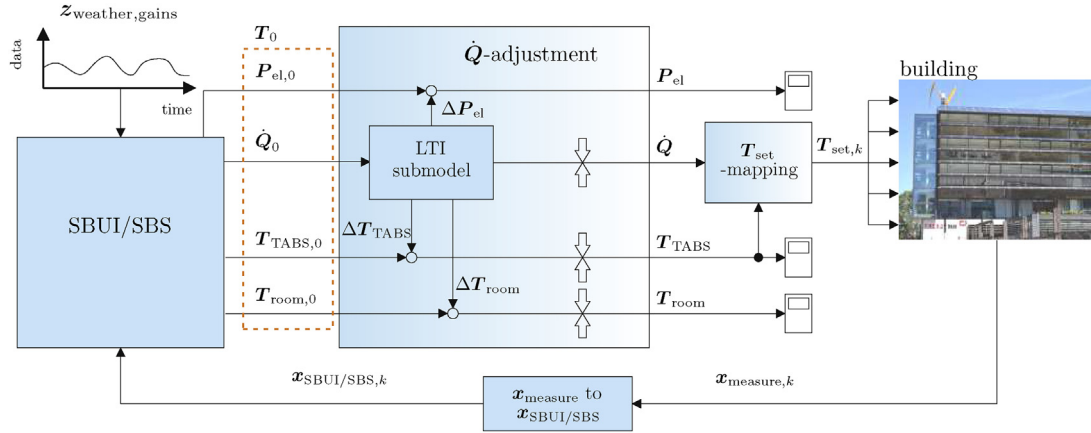 z_weather,gains
data
time
T_0
Q̇-adjustment
building
P_el,0
P_el
ΔP_el
Q̇_0
LTI
submodel
Q̇
T_set
-mapping
T_set,k
SBUI/SBS
ΔT_TABS
T_TABS,0
T_TABS
ΔT_room
T_room,0
T_room
x_SBUI/SBS,k
x_measure to
x_SBUI/SBS
x_measure,k